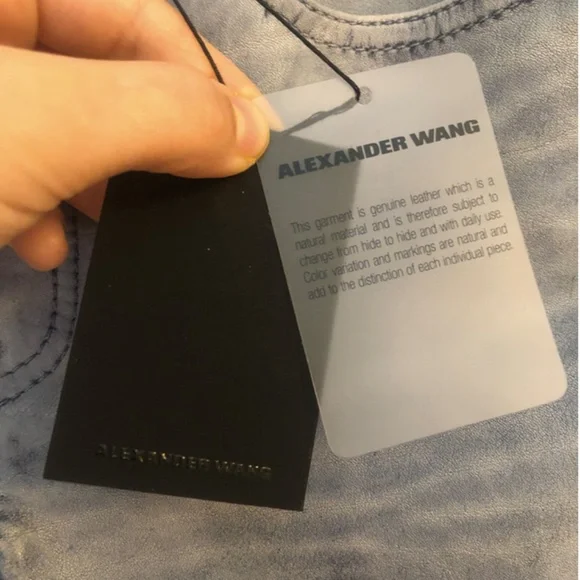 ALEXANDER WANG
This garment is genuine leather which is a
natural material and is therefore subject to
change from hide to hide and with daily use.
Color variation and markings are natural and
add to the distinction of each individual piece.
ALEXANDER WANG